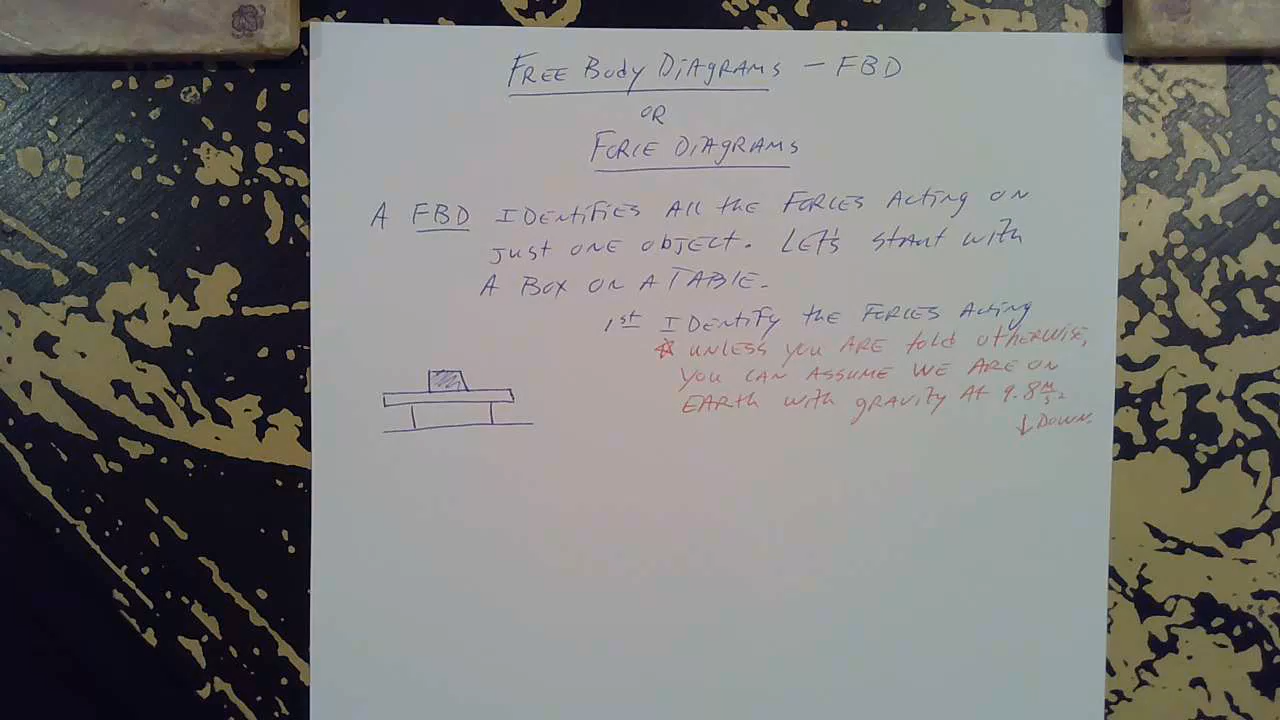 FREE Body DiAgRAMS - FBD
OR
FORCE DiAgRAMS
A FBD IDentifiES All the FORCES Acting ON
just ONE object. Let's start with
A Box ON A TABLE.
1st IDentify the FORCES Acting
☆ UNLESS you ARE told otherwise,
you CAN ASSUME WE ARE ON
EARth with gravity At 9.8 M/S²
↓ DOWN.